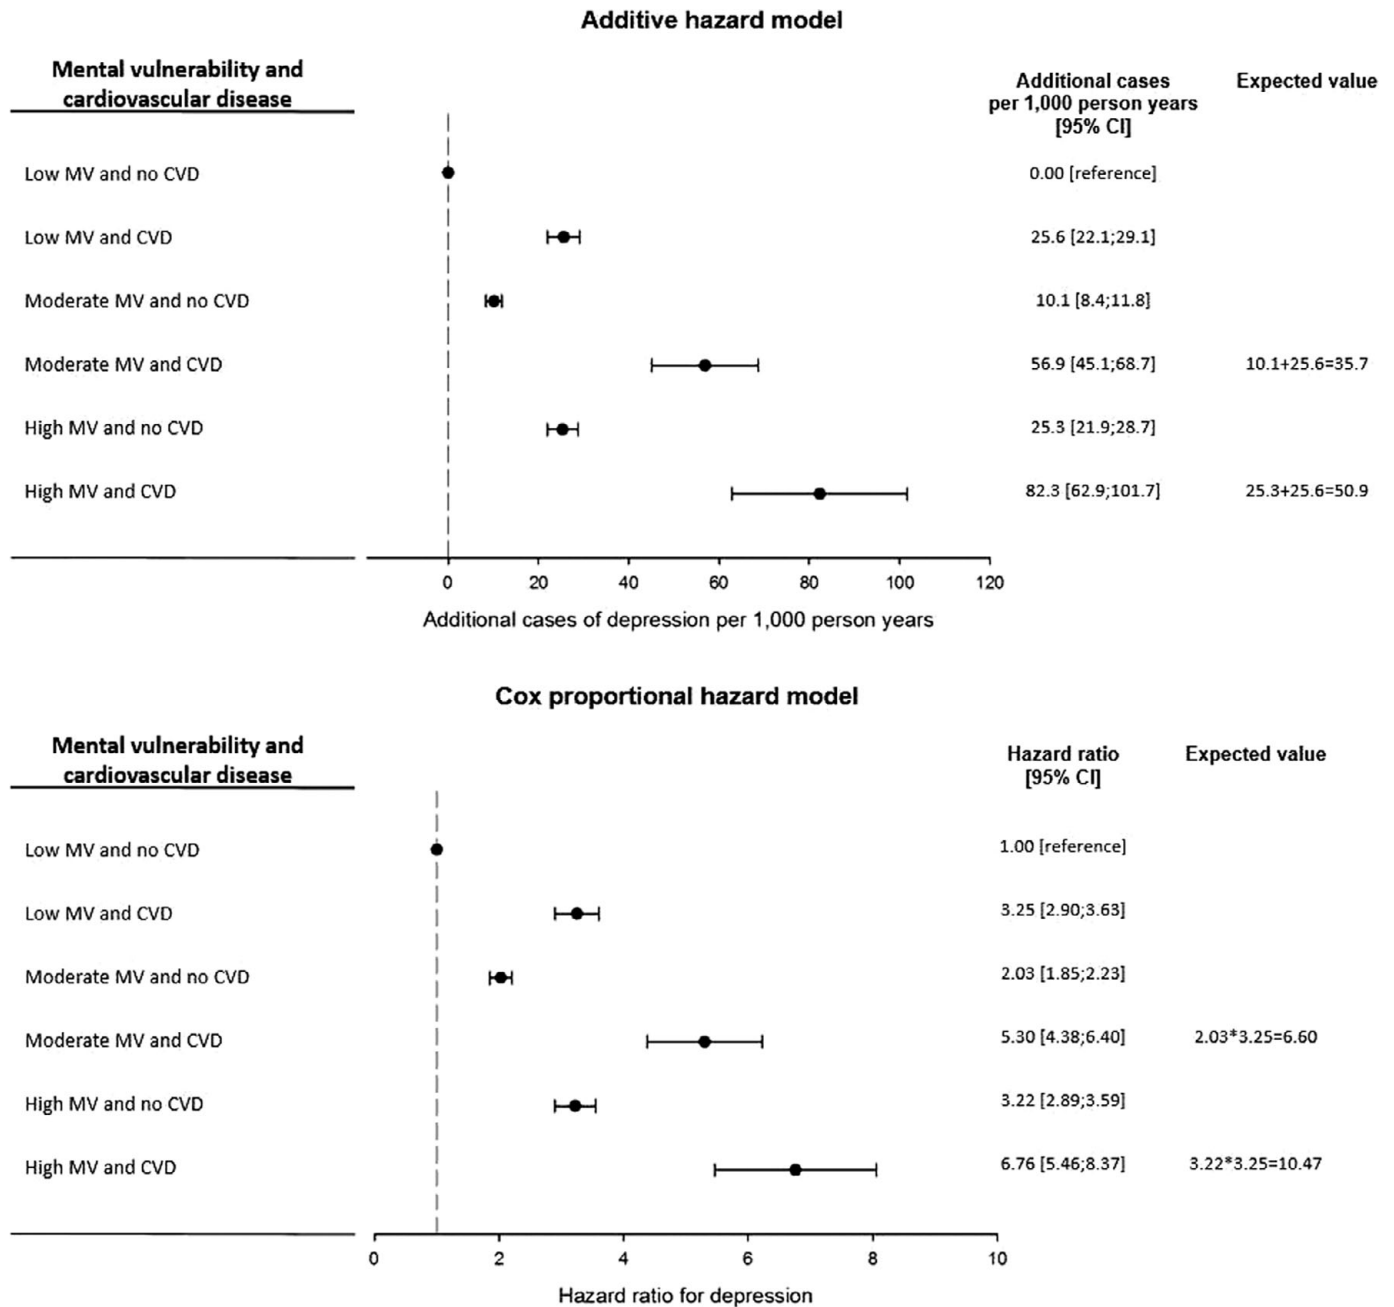 Additive hazard model
Mental vulnerability and
cardiovascular disease
Additional cases
per 1,000 person years
[95% CI]
Expected value
Low MV and no CVD
0.00 [reference]
Low MV and CVD
25.6 [22.1;29.1]
Moderate MV and no CVD
10.1 [8.4;11.8]
Moderate MV and CVD
56.9 [45.1;68.7]
10.1+25.6=35.7
High MV and no CVD
25.3 [21.9;28.7]
High MV and CVD
82.3 [62.9;101.7]
25.3+25.6=50.9
0 20 40 60 80 100 120
Additional cases of depression per 1,000 person years
Cox proportional hazard model
Mental vulnerability and
cardiovascular disease
Hazard ratio
[95% CI]
Expected value
Low MV and no CVD
1.00 [reference]
Low MV and CVD
3.25 [2.90;3.63]
Moderate MV and no CVD
2.03 [1.85;2.23]
Moderate MV and CVD
5.30 [4.38;6.40]
2.03*3.25=6.60
High MV and no CVD
3.22 [2.89;3.59]
High MV and CVD
6.76 [5.46;8.37]
3.22*3.25=10.47
0 2 4 6 8 10
Hazard ratio for depression